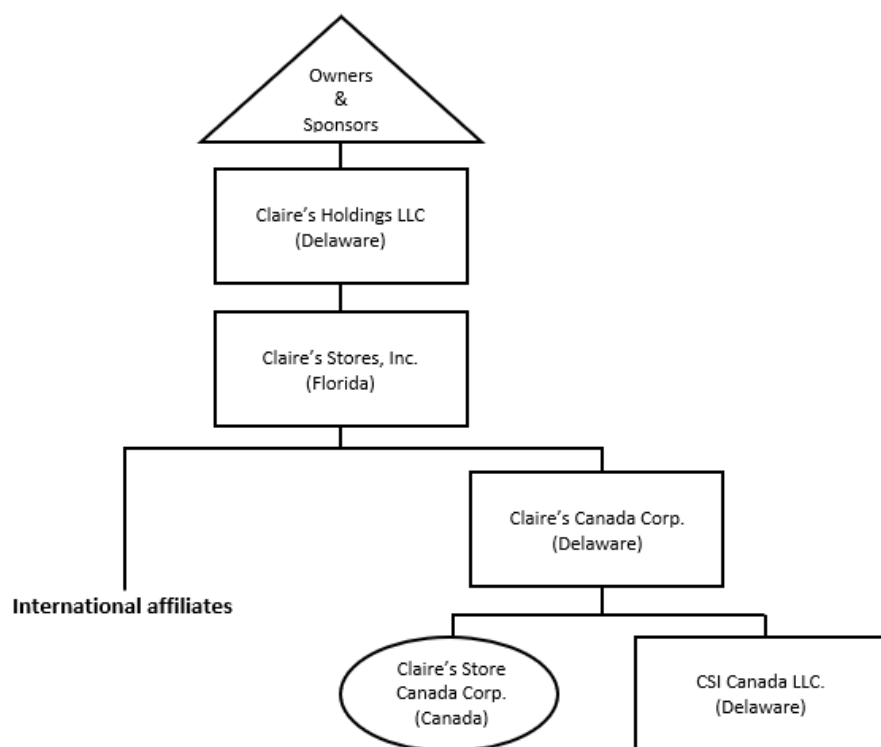 Owners
&
Sponsors
Claire’s Holdings LLC
(Delaware)
Claire’s Stores, Inc.
(Florida)
Claire’s Canada Corp.
(Delaware)
International affiliates
Claire’s Store
Canada Corp.
(Canada)
CSI Canada LLC.
(Delaware)